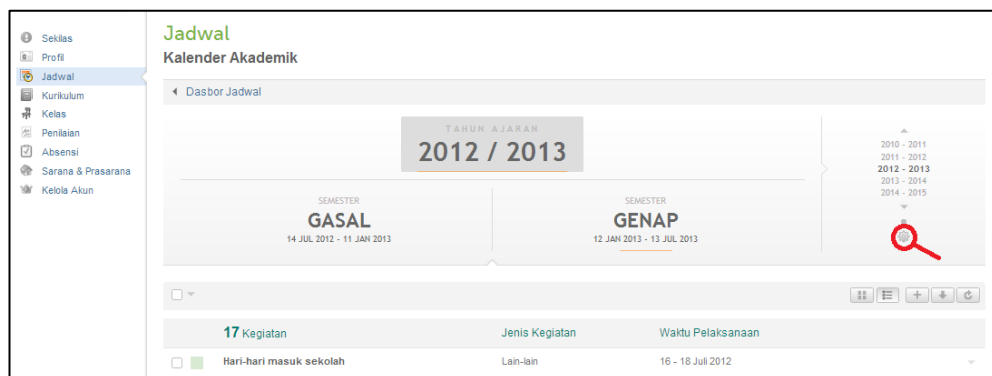 Sekilas
Profil
Jadwal
Kurikulum
Kelas
Penilaian
Absensi
Sarana & Prasarana
Kelola Akun
Jadwal
Kalender Akademik
Dasbor Jadwal
TAHUN AJARAN
2012 / 2013
SEMESTER
GASAL
14 JUL 2012 - 11 JAN 2013
SEMESTER
GENAP
12 JAN 2013 - 13 JUL 2013
2010 - 2011
2011 - 2012
2012 - 2013
2013 - 2014
2014 - 2015
17 Kegiatan Jenis Kegiatan Waktu Pelaksanaan
Hari-hari masuk sekolah Lain-lain 16 - 18 Juli 2012